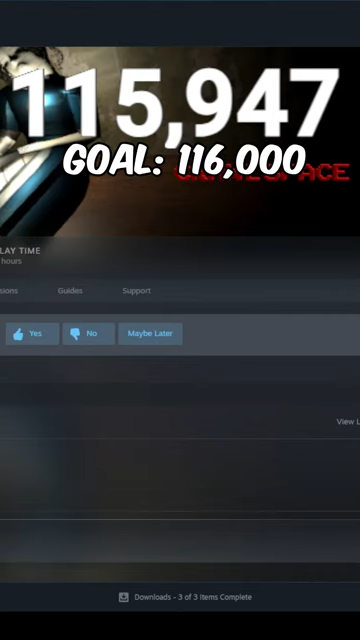 115,947
GOAL: 116,000
LAY TIME
hours
sions
Guides
Support
Yes
No
Maybe Later
View L
Downloads - 3 of 3 Items Complete